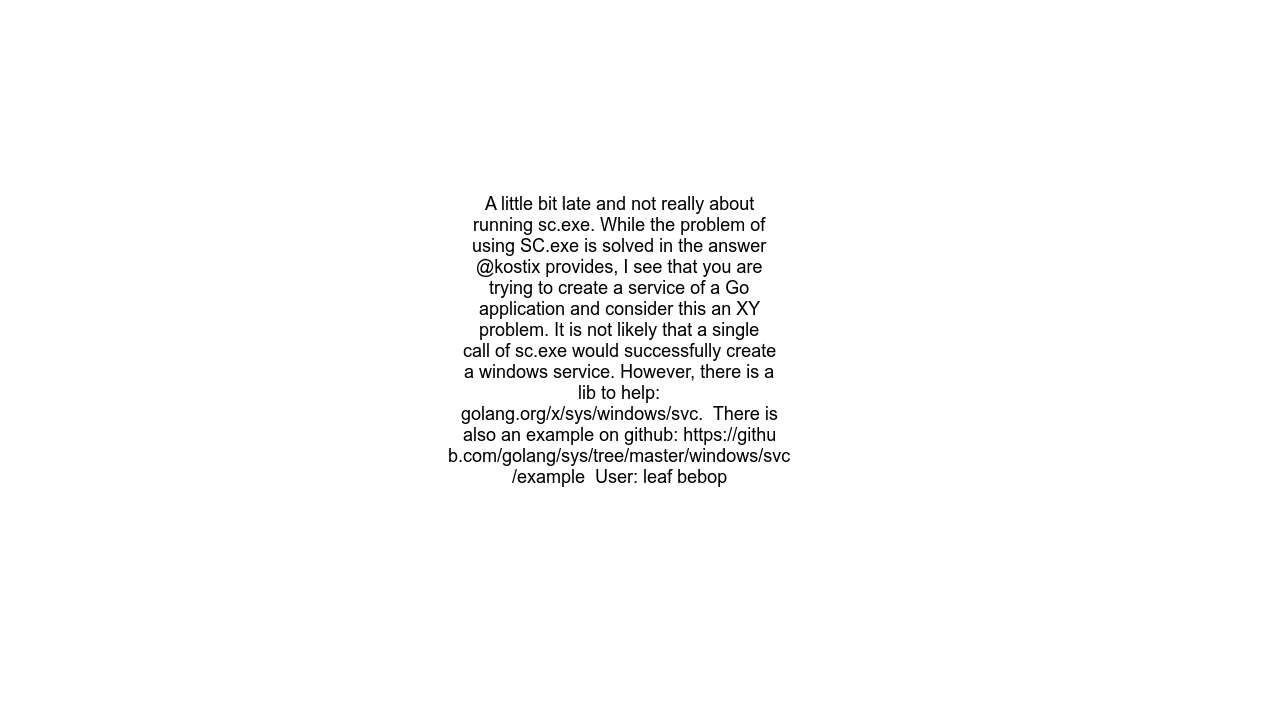 A little bit late and not really about
running sc.exe. While the problem of
using SC.exe is solved in the answer
@kostix provides, I see that you are
trying to create a service of a Go
application and consider this an XY
problem. It is not likely that a single
call of sc.exe would successfully create
a windows service. However, there is a
lib to help:
golang.org/x/sys/windows/svc.  There is
also an example on github: https://githu
b.com/golang/sys/tree/master/windows/svc
/example  User: leaf bebop